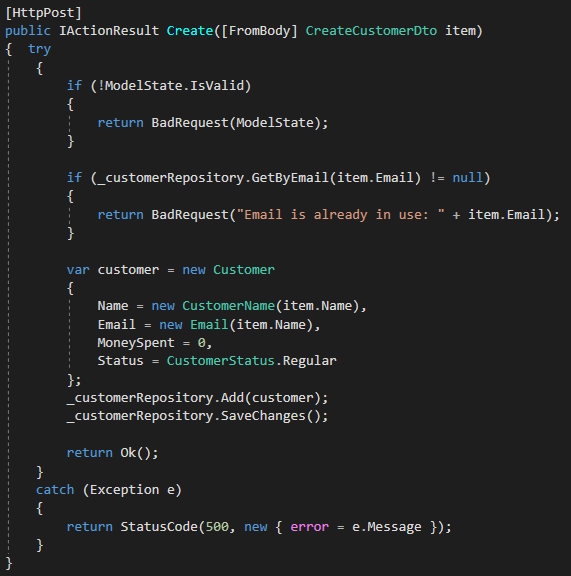 [HttpPost]
public IActionResult Create([FromBody] CreateCustomerDto item)
{  try
    {
        if (!ModelState.IsValid)
        {
            return BadRequest(ModelState);
        }

        if (_customerRepository.GetByEmail(item.Email) != null)
        {
            return BadRequest("Email is already in use: " + item.Email);
        }

        var customer = new Customer
        {
            Name = new CustomerName(item.Name),
            Email = new Email(item.Name),
            MoneySpent = 0,
            Status = CustomerStatus.Regular
        };
        _customerRepository.Add(customer);
        _customerRepository.SaveChanges();

        return Ok();
    }
    catch (Exception e)
    {
        return StatusCode(500, new { error = e.Message });
    }
}